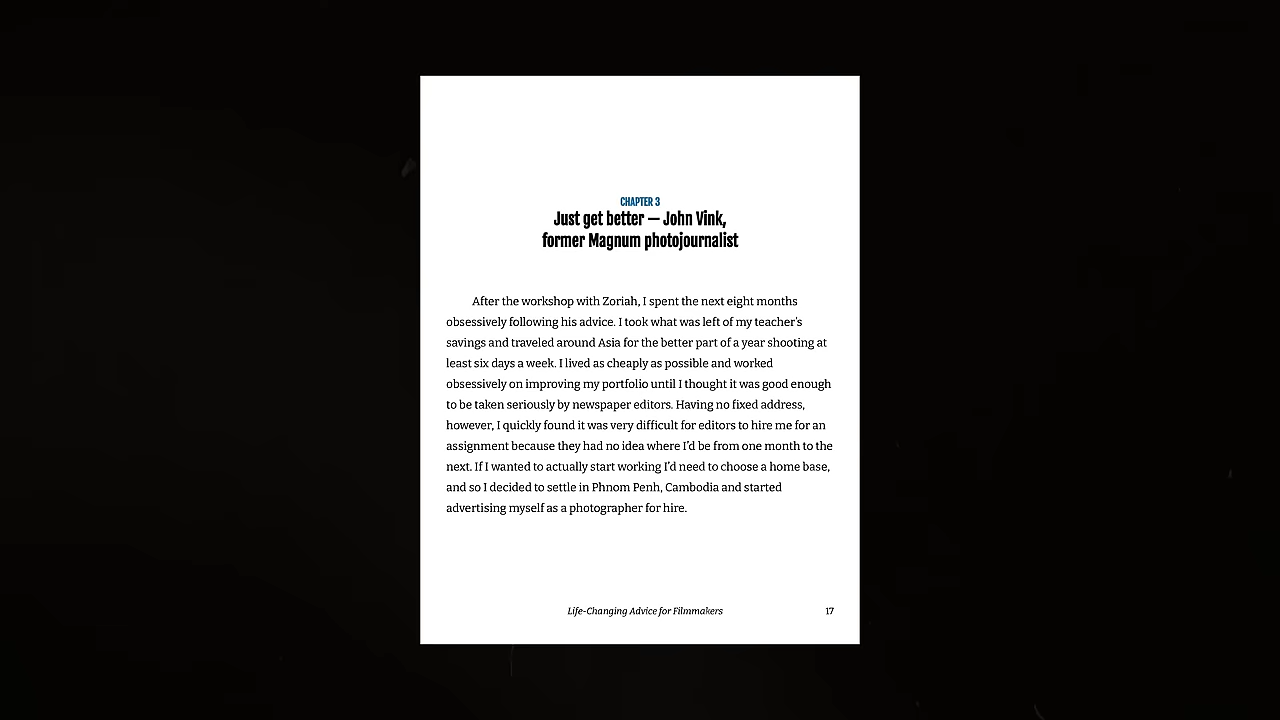 CHAPTER 3
Just get better — John Vink,
former Magnum photojournalist
After the workshop with Zoriah, I spent the next eight months
obsessively following his advice. I took what was left of my teacher's
savings and traveled around Asia for the better part of a year shooting at
least six days a week. I lived as cheaply as possible and worked
obsessively on improving my portfolio until I thought it was good enough
to be taken seriously by newspaper editors. Having no fixed address,
however, I quickly found it was very difficult for editors to hire me for an
assignment because they had no idea where I'd be from one month to the
next. If I wanted to actually start working I'd need to choose a home base,
and so I decided to settle in Phnom Penh, Cambodia and started
advertising myself as a photographer for hire.
Life-Changing Advice for Filmmakers 17